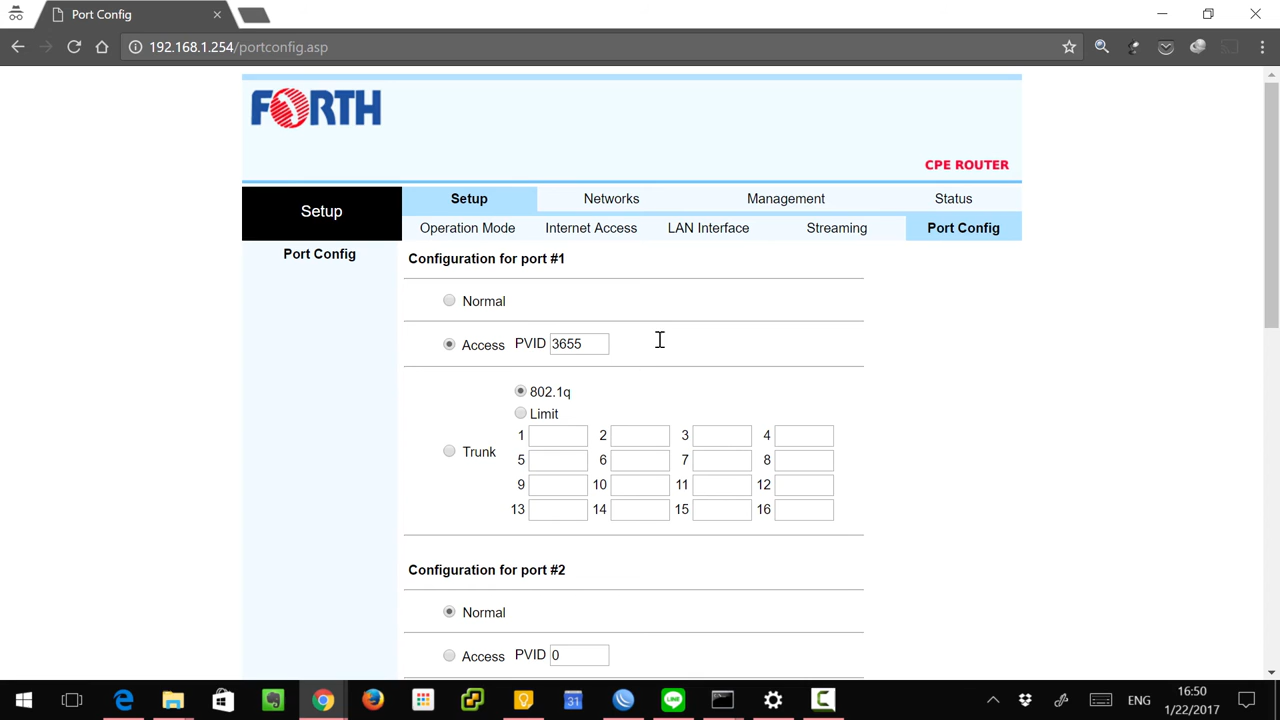 Port Config
192.168.1.254/portconfig.asp
FORTH
CPE ROUTER
Setup
Setup Networks Management Status
Operation Mode Internet Access LAN Interface Streaming Port Config
Port Config
Configuration for port #1
Normal
Access PVID 3655
802.1q
Limit
Trunk
1 2 3 4
5 6 7 8
9 10 11 12
13 14 15 16
Configuration for port #2
Normal
Access PVID 0
31
ENG
16:50
1/22/2017